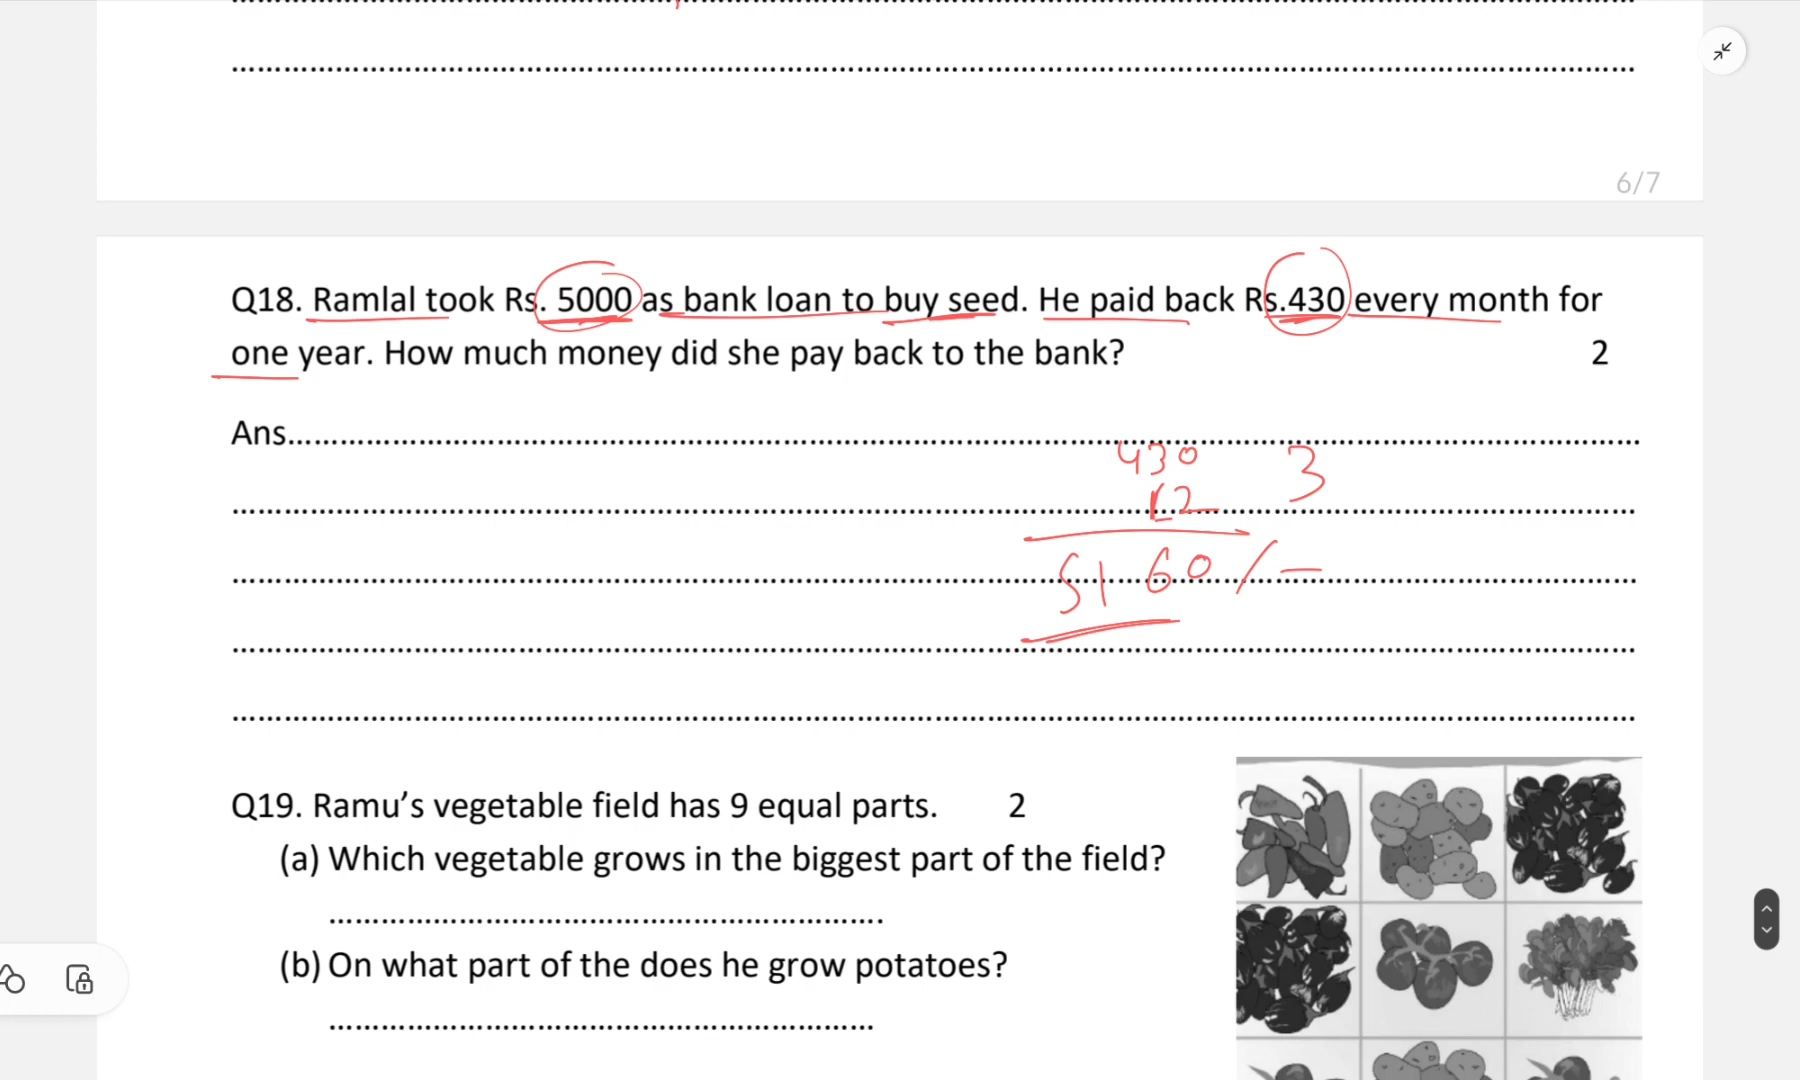 6/7
Q18. Ramlal took Rs. 5000 as bank loan to buy seed. He paid back Rs.430 every month for
one year. How much money did she pay back to the bank? 2
Ans.................................................................................................
430 3
12
5160/-
Q19. Ramu’s vegetable field has 9 equal parts. 2
(a) Which vegetable grows in the biggest part of the field?
(b) On what part of the does he grow potatoes?